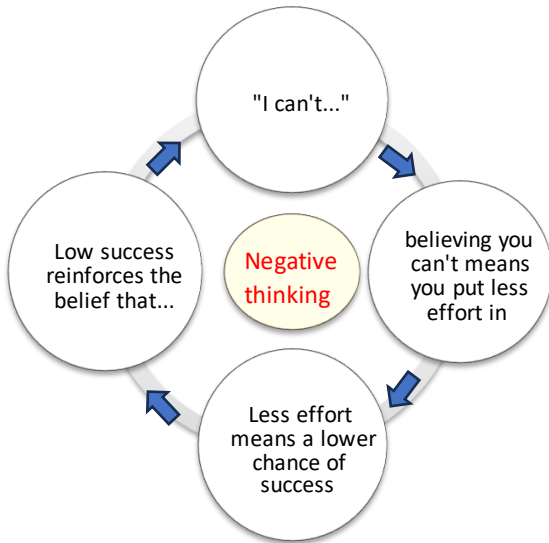 "I can't..."
believing you
can't means
you put less
effort in
Less effort
means a lower
chance of
success
Low success
reinforces the
belief that...
Negative
thinking